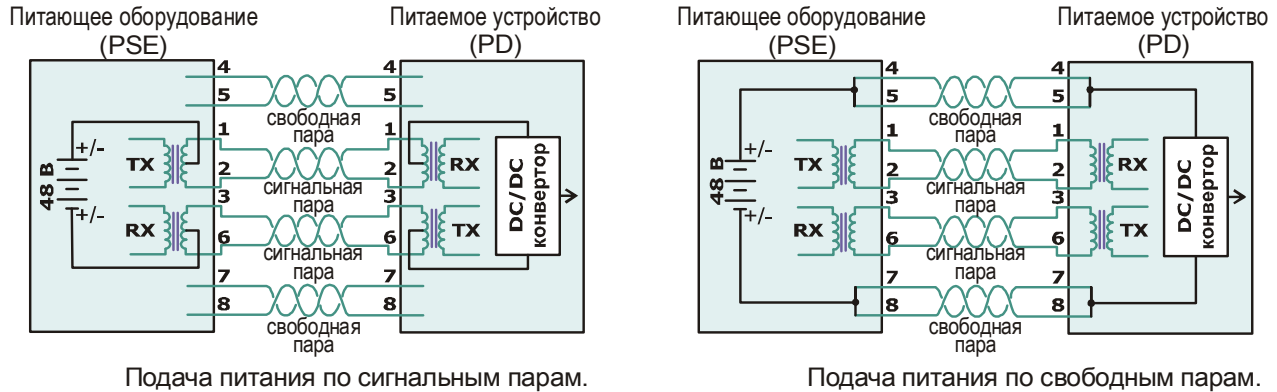 Питающее оборудование
(PSE)
Питаемое устройство
(PD)
4
5
свободная
пара
4
5
1
2
сигнальная
пара
1
2
48 В
+/-
+/-
TX
RX
3
6
сигнальная
пара
3
6
RX
TX
DC/DC
конвертор
7
8
свободная
пара
7
8
Подача питания по сигнальным парам.
Питающее оборудование
(PSE)
Питаемое устройство
(PD)
4
5
свободная
пара
4
5
1
2
сигнальная
пара
1
2
48 В
+/-
+/-
TX
RX
3
6
сигнальная
пара
3
6
RX
TX
DC/DC
конвертор
7
8
свободная
пара
7
8
Подача питания по свободным парам.